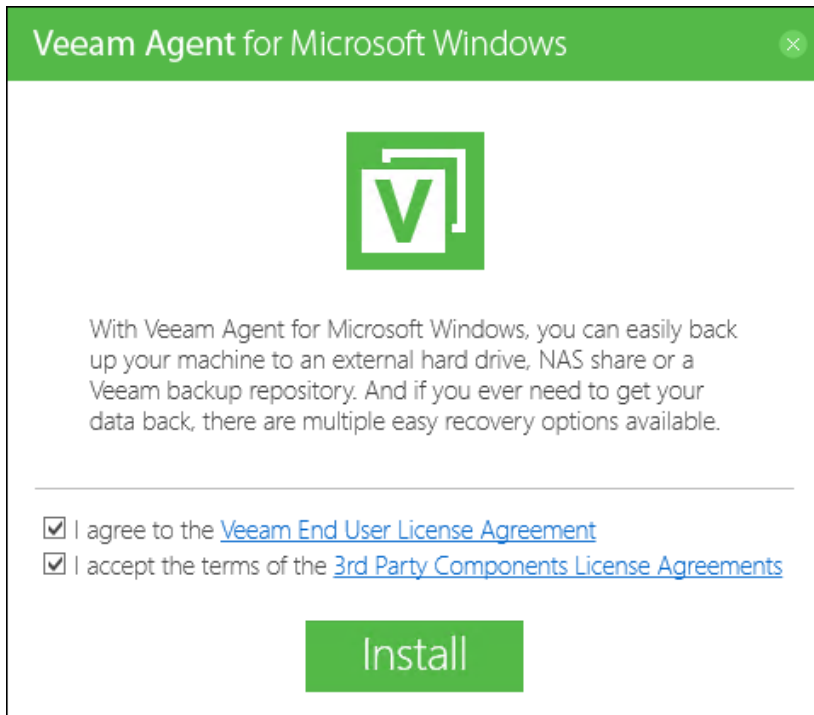 Veeam Agent for Microsoft Windows
V
With Veeam Agent for Microsoft Windows, you can easily back
up your machine to an external hard drive, NAS share or a
Veeam backup repository. And if you ever need to get your
data back, there are multiple easy recovery options available.
I agree to the Veeam End User License Agreement
I accept the terms of the 3rd Party Components License Agreements
Install